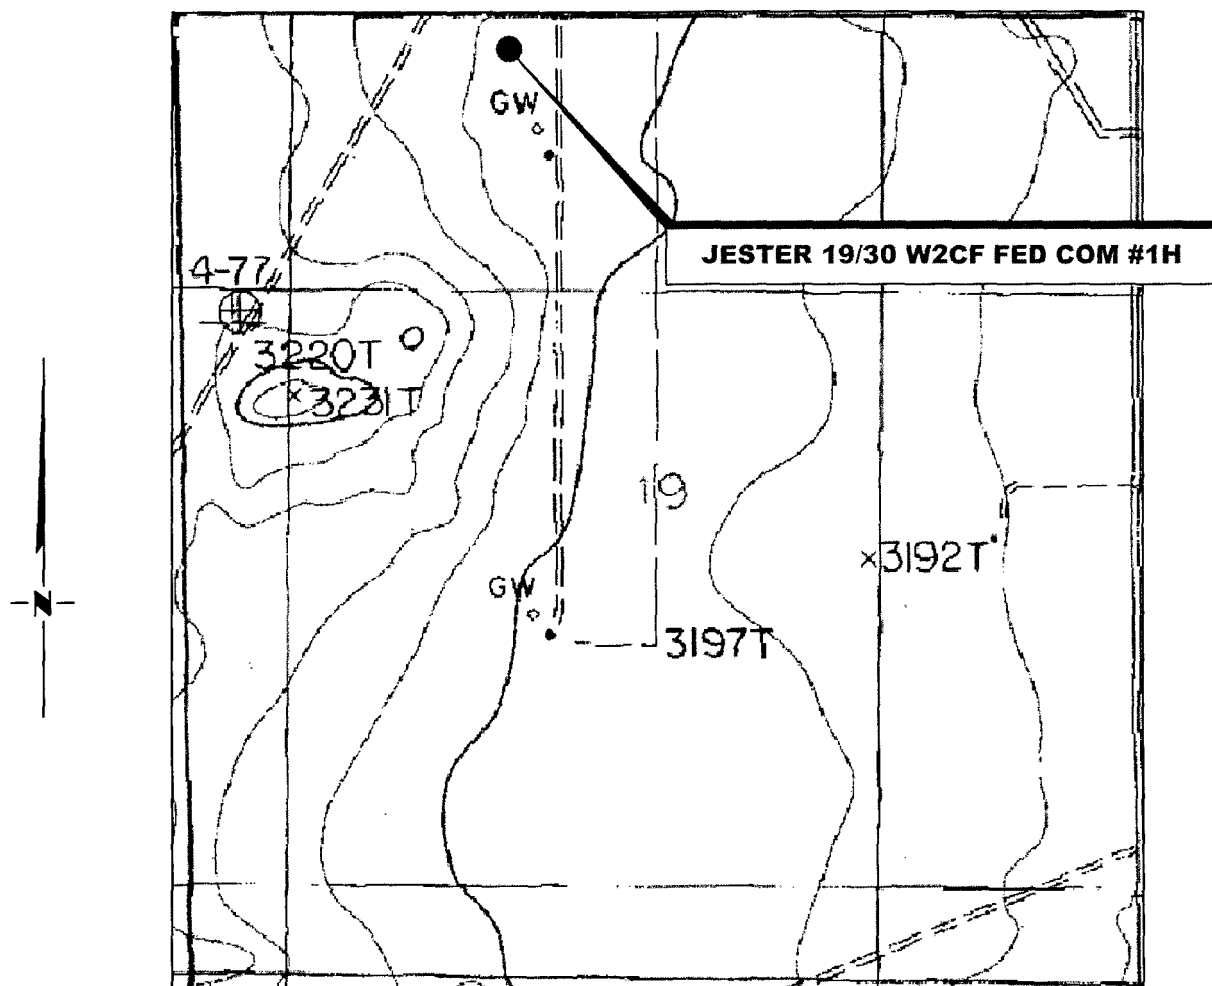 GW
JESTER 19/30 W2CF FED COM #1H
4-77
3220T
3231T
19
3192T
GW
3197T
N